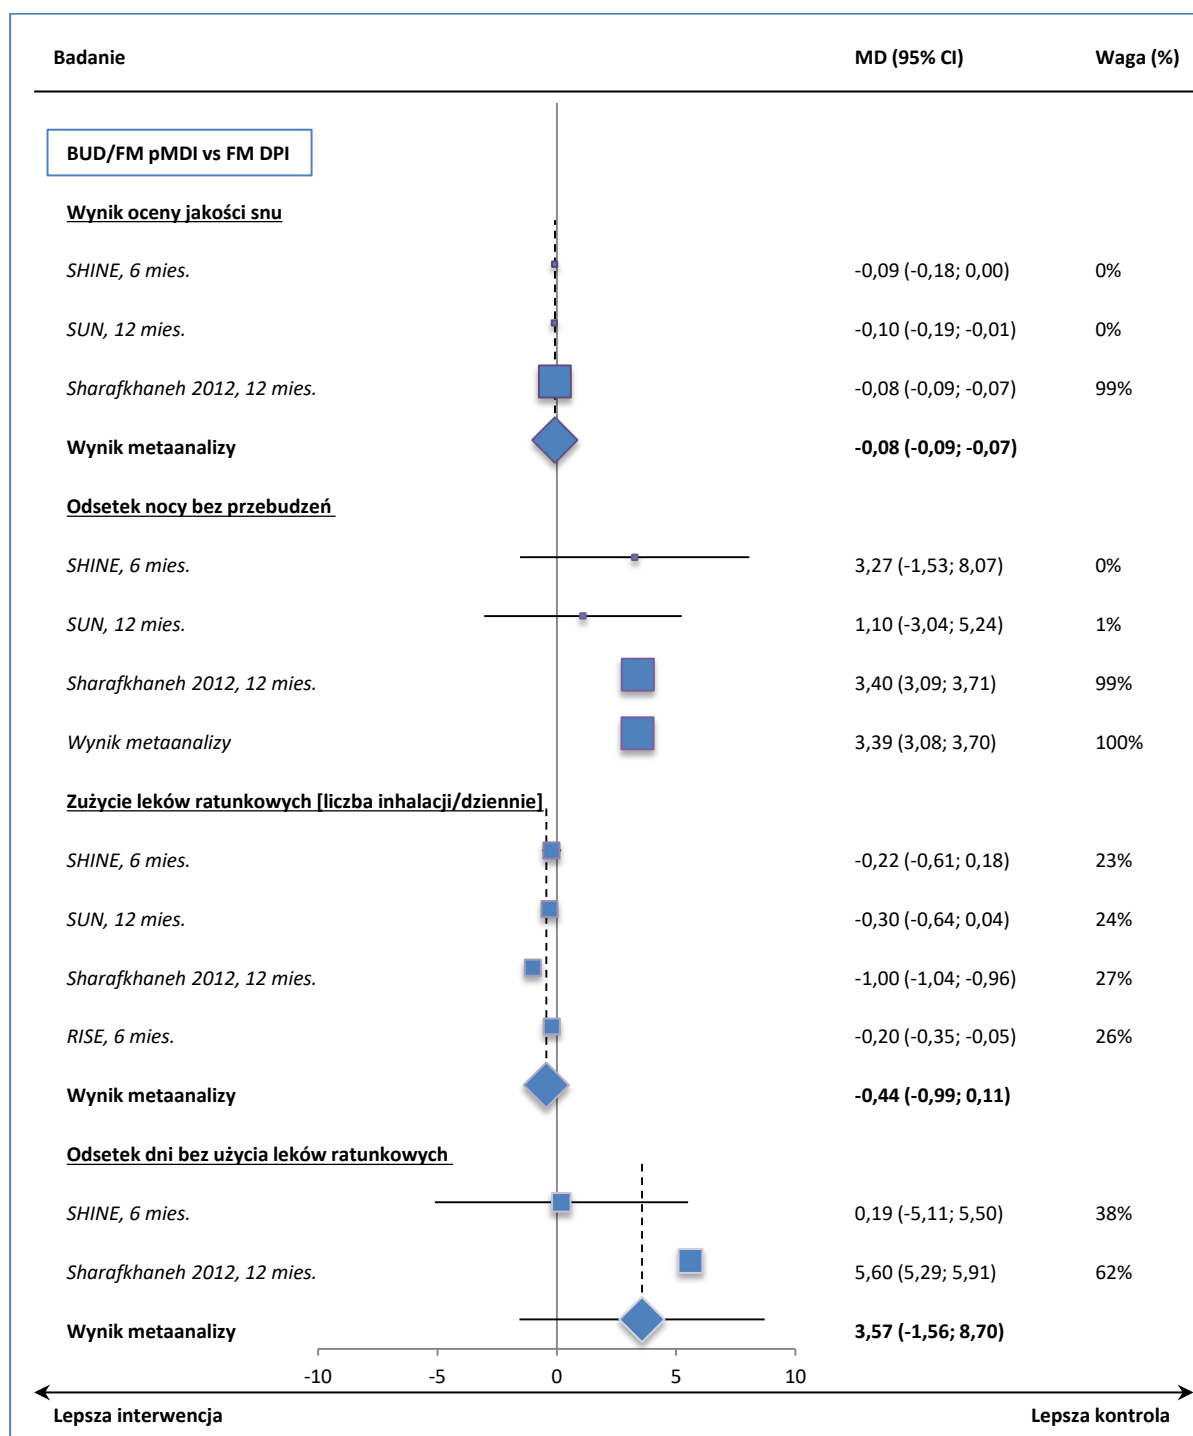 Badanie MD (95% CI) Waga (%)
BUD/FM pMDI vs FM DPI
Wynik oceny jakości snu
SHINE, 6 mies. -0,09 (-0,18; 0,00) 0%
SUN, 12 mies. -0,10 (-0,19; -0,01) 0%
Sharafkhaneh 2012, 12 mies. -0,08 (-0,09; -0,07) 99%
Wynik metaanalizy -0,08 (-0,09; -0,07)
Odsetek nocy bez przebudzeń
SHINE, 6 mies. 3,27 (-1,53; 8,07) 0%
SUN, 12 mies. 1,10 (-3,04; 5,24) 1%
Sharafkhaneh 2012, 12 mies. 3,40 (3,09; 3,71) 99%
Wynik metaanalizy 3,39 (3,08; 3,70) 100%
Zużycie leków ratunkowych [liczba inhalacji/dziennie]
SHINE, 6 mies. -0,22 (-0,61; 0,18) 23%
SUN, 12 mies. -0,30 (-0,64; 0,04) 24%
Sharafkhaneh 2012, 12 mies. -1,00 (-1,04; -0,96) 27%
RISE, 6 mies. -0,20 (-0,35; -0,05) 26%
Wynik metaanalizy -0,44 (-0,99; 0,11)
Odsetek dni bez użycia leków ratunkowych
SHINE, 6 mies. 0,19 (-5,11; 5,50) 38%
Sharafkhaneh 2012, 12 mies. 5,60 (5,29; 5,91) 62%
Wynik metaanalizy 3,57 (-1,56; 8,70)
-10 -5 0 5 10
Lepsza interwencja Lepsza kontrola